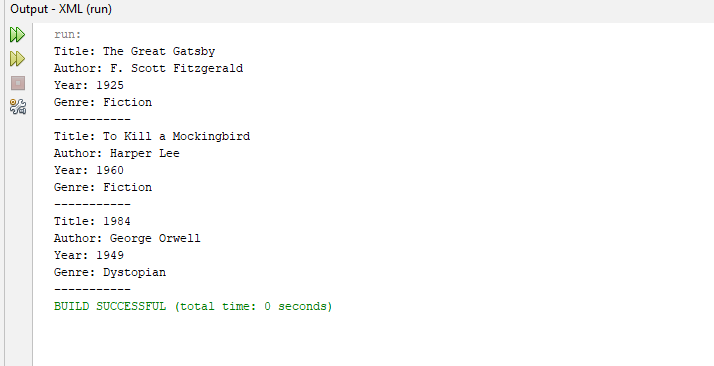 Output - XML (run)
run:
Title: The Great Gatsby
Author: F. Scott Fitzgerald
Year: 1925
Genre: Fiction
-----------
Title: To Kill a Mockingbird
Author: Harper Lee
Year: 1960
Genre: Fiction
-----------
Title: 1984
Author: George Orwell
Year: 1949
Genre: Dystopian
-----------
BUILD SUCCESSFUL (total time: 0 seconds)